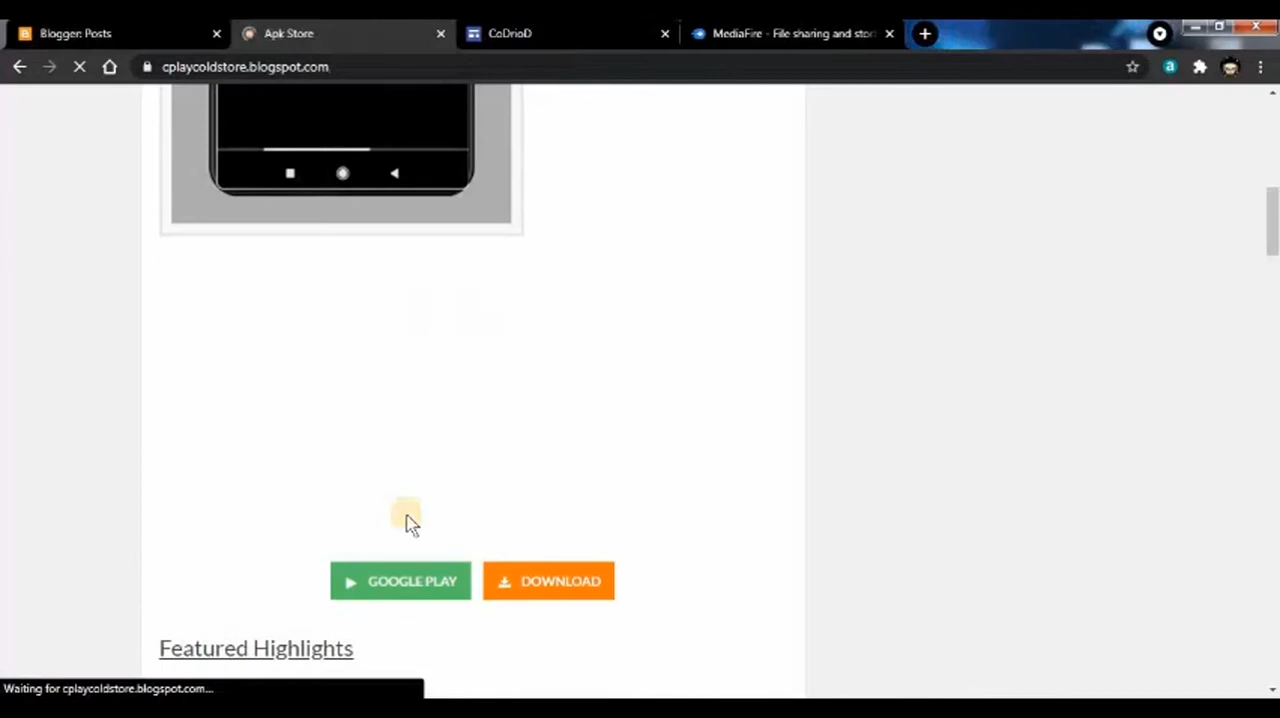 Blogger: Posts
Apk Store
CoDrioD
MediaFire - File sharing and stor
cplaycoldstore.blogspot.com
GOOGLE PLAY
DOWNLOAD
Featured Highlights
Waiting for cplaycoldstore.blogspot.com...